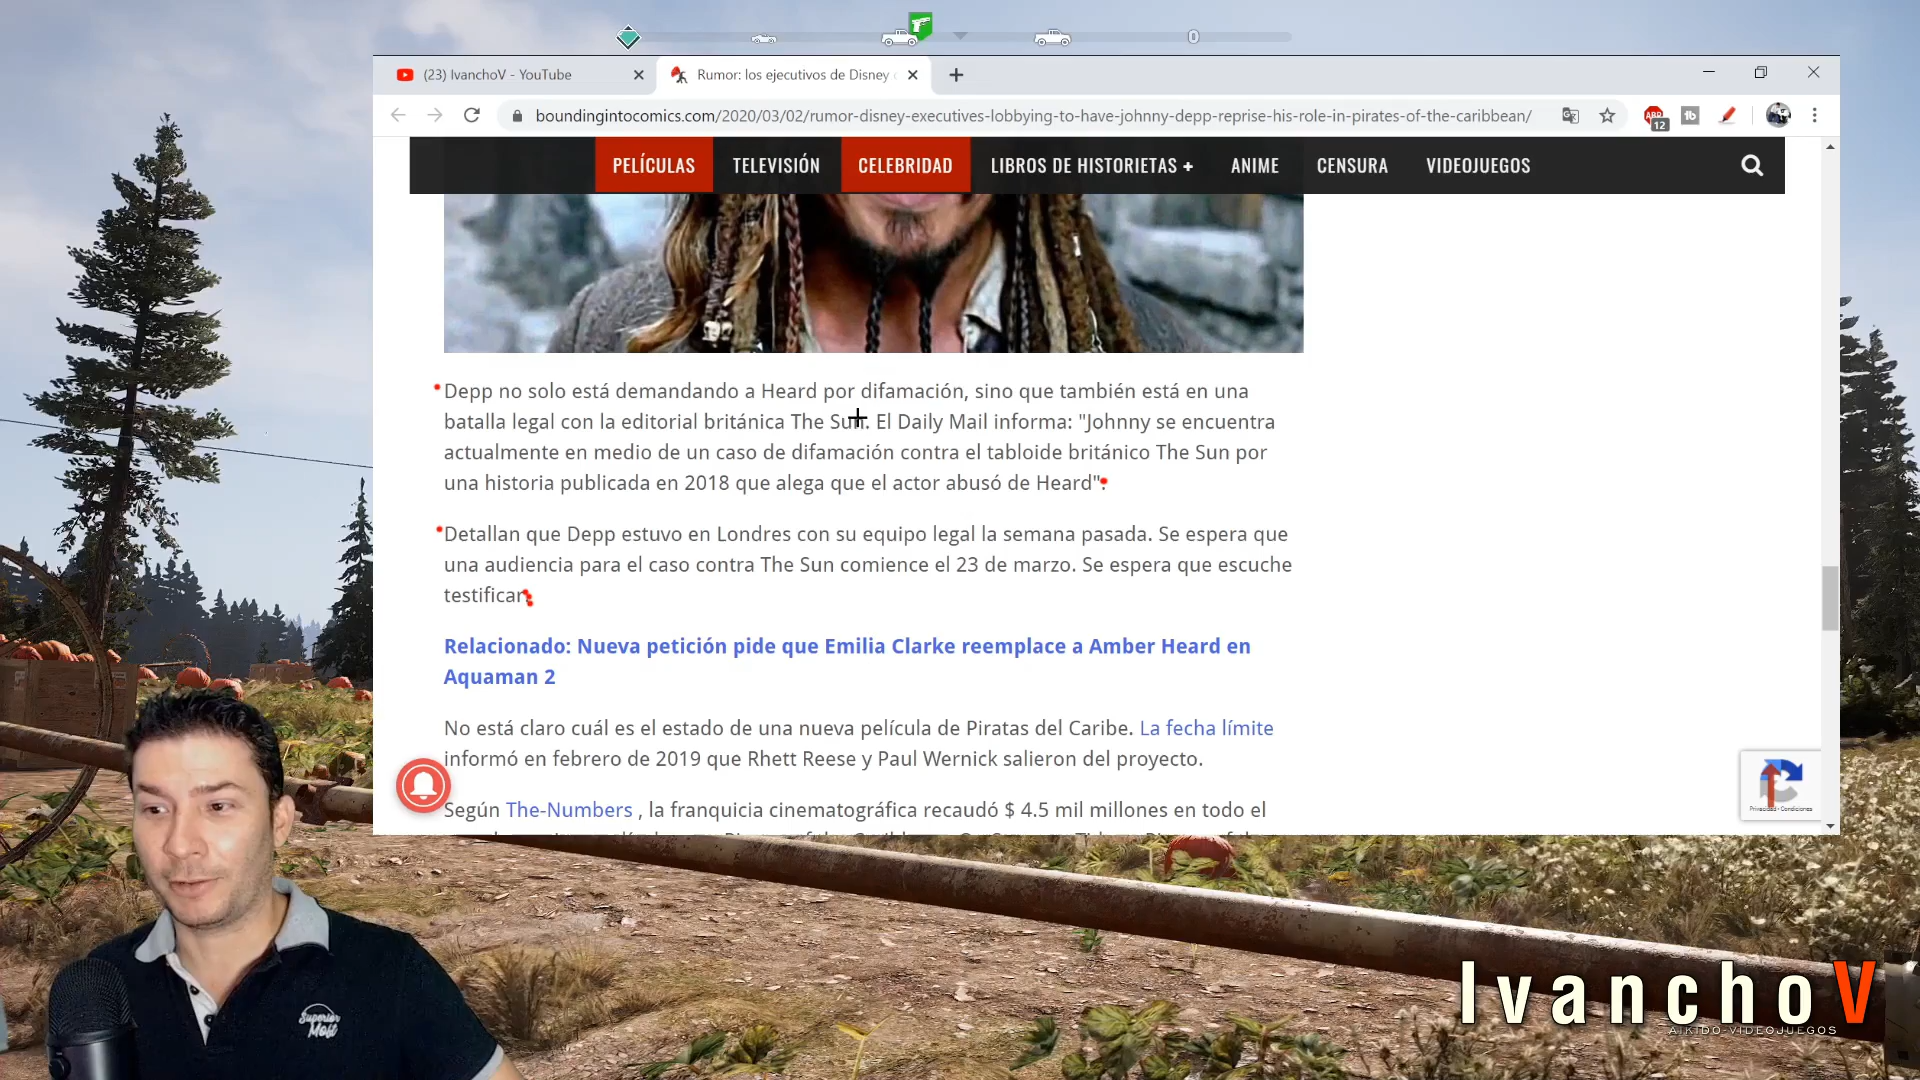 0
(23) IvanchoV - YouTube
Rumor: los ejecutivos de Disney
boundingintocomics.com/2020/03/02/rumor-disney-executives-lobbying-to-have-johnny-depp-reprise-his-role-in-pirates-of-the-caribbean/
ABP
12
tb
PELÍCULAS TELEVISIÓN CELEBRIDAD LIBROS DE HISTORIETAS + ANIME CENSURA VIDEOJUEGOS
Depp no solo está demandando a Heard por difamación, sino que también está en una
batalla legal con la editorial británica The Sun. El Daily Mail informa: "Johnny se encuentra
actualmente en medio de un caso de difamación contra el tabloide británico The Sun por
una historia publicada en 2018 que alega que el actor abusó de Heard".
Detallan que Depp estuvo en Londres con su equipo legal la semana pasada. Se espera que
una audiencia para el caso contra The Sun comience el 23 de marzo. Se espera que escuche
testificar.
Relacionado: Nueva petición pide que Emilia Clarke reemplace a Amber Heard en
Aquaman 2
No está claro cuál es el estado de una nueva película de Piratas del Caribe. La fecha límite
informó en febrero de 2019 que Rhett Reese y Paul Wernick salieron del proyecto.
Según The-Numbers , la franquicia cinematográfica recaudó $ 4.5 mil millones en todo el
Privacidad - Condiciones
Superior
Most
IvanchoV
AIKIDO-VIDEOJUEGOS